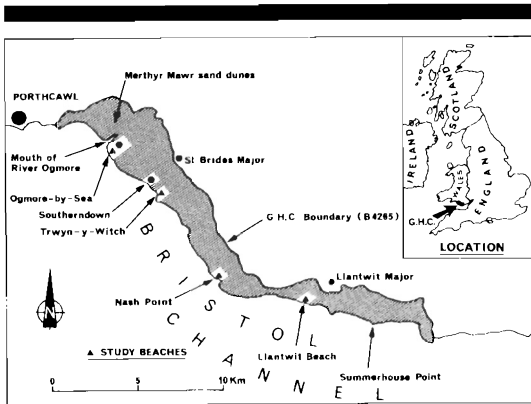 Merthyr Mawr sand dunes
PORTHCAWL
Mouth of
River Ogmore
St Brides Major
Ogmore-by-Sea
Southerndown
Trwyn-y-Witch
G.H.C Boundary (B4265)
Nash Point
Llantwit Major
BRISTOL
CHANNEL
N
▲ STUDY BEACHES
Llantwit Beach
Summerhouse Point
0 5 10 Km
SCOTLAND
IRELAND
WALES
ENGLAND
G.H.C.
LOCATION